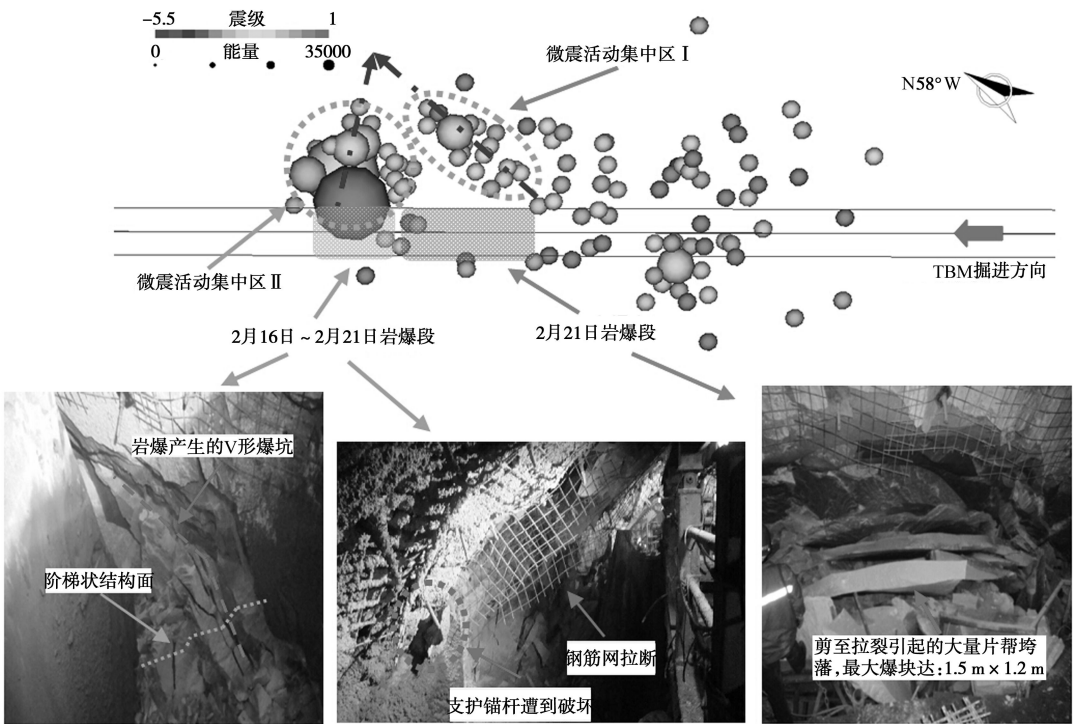 -5.5 震级 1
0 能量 35000
微震活动集中区Ⅰ
N58°W
微震活动集中区Ⅱ
TBM掘进方向
2月16日~2月21日岩爆段
2月21日岩爆段
岩爆产生的V形爆坑
阶梯状结构面
钢筋网拉断
支护锚杆遭到破坏
剪至拉裂引起的大量片帮垮
落,最大爆块达:1.5 m×1.2 m